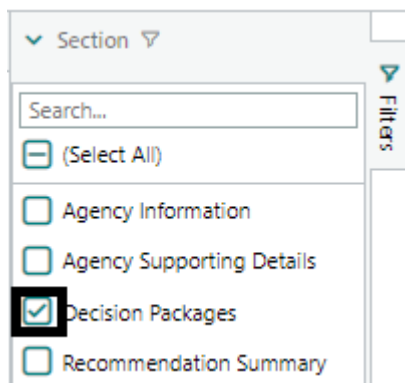 Section
Filters
Search...
(Select All)
Agency Information
Agency Supporting Details
Decision Packages
Recommendation Summary